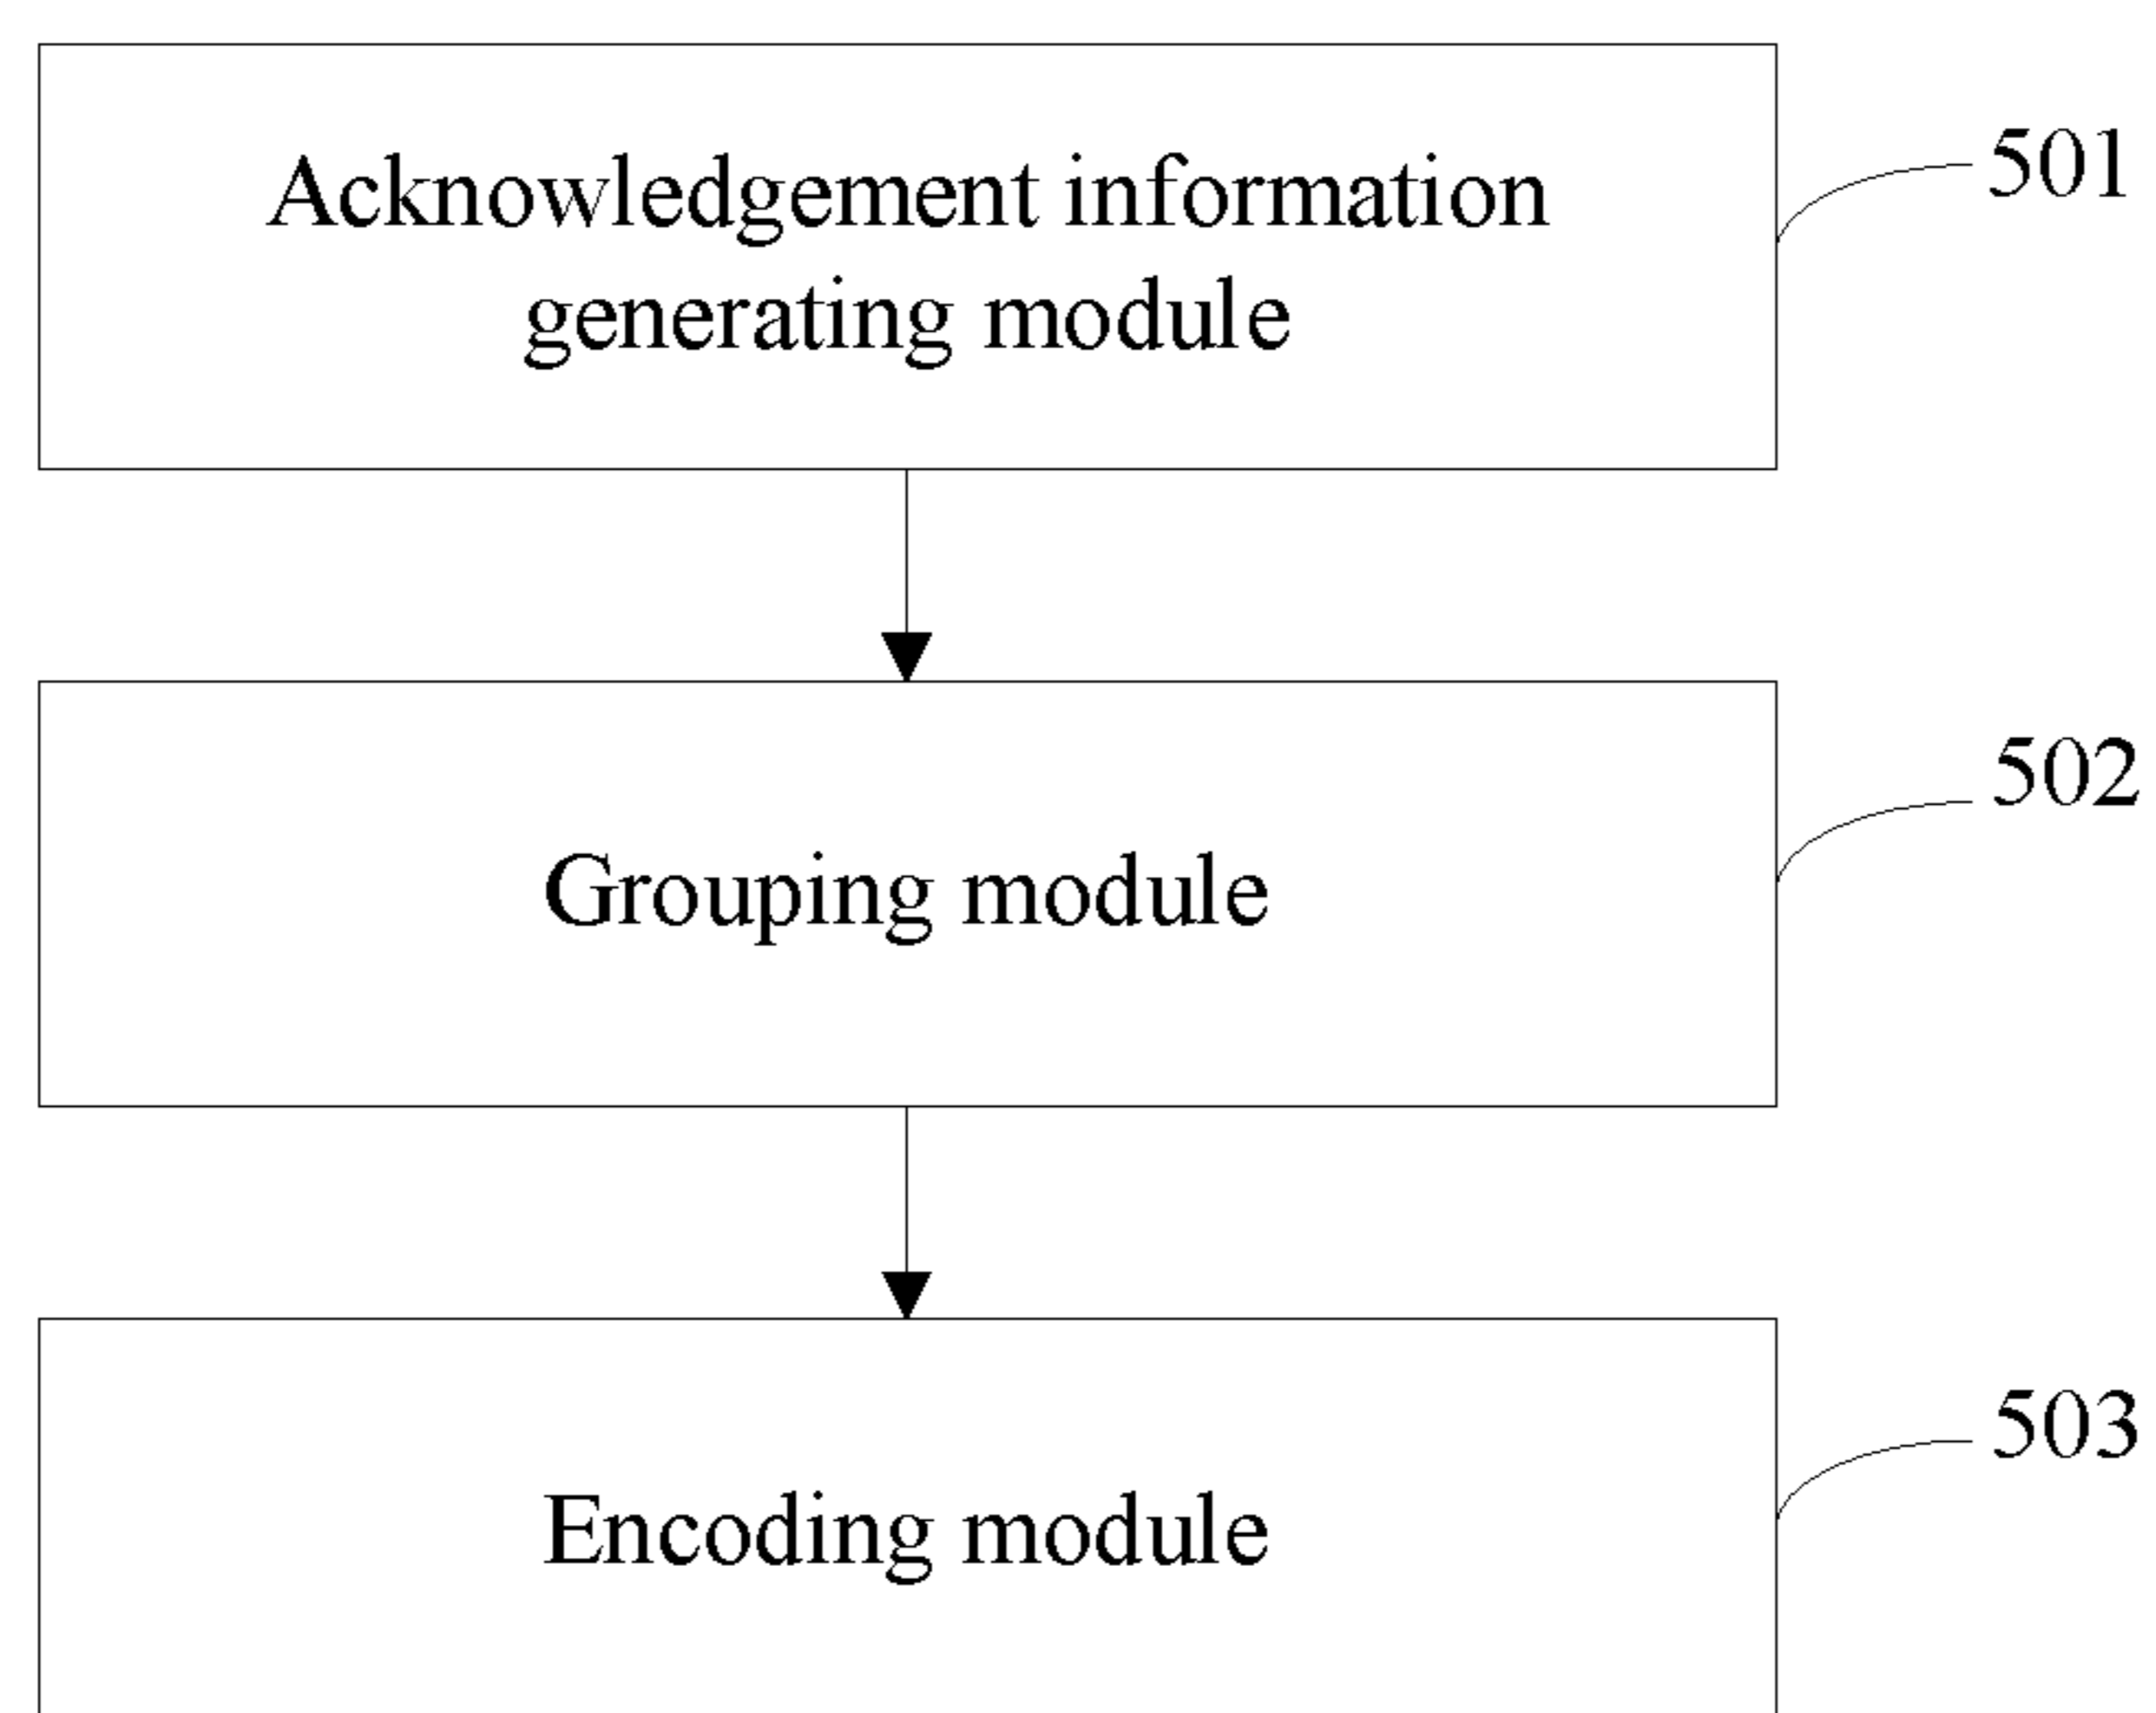 Acknowledgement information
generating module
501
Grouping module
502
Encoding module
503